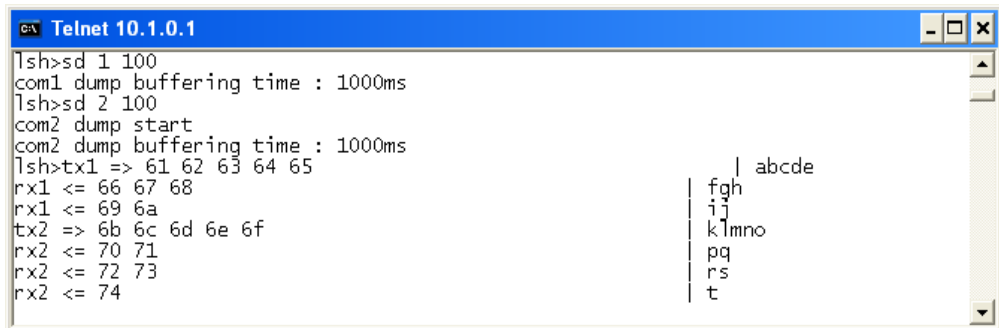 Telnet 10.1.0.1
lsh>sd 1 100
com1 dump buffering time : 1000ms
lsh>sd 2 100
com2 dump start
com2 dump buffering time : 1000ms
lsh>tx1 => 61 62 63 64 65 | abcde
rx1 <= 66 67 68 | fgh
rx1 <= 69 6a | ij
tx2 => 6b 6c 6d 6e 6f | klmno
rx2 <= 70 71 | pq
rx2 <= 72 73 | rs
rx2 <= 74 | t